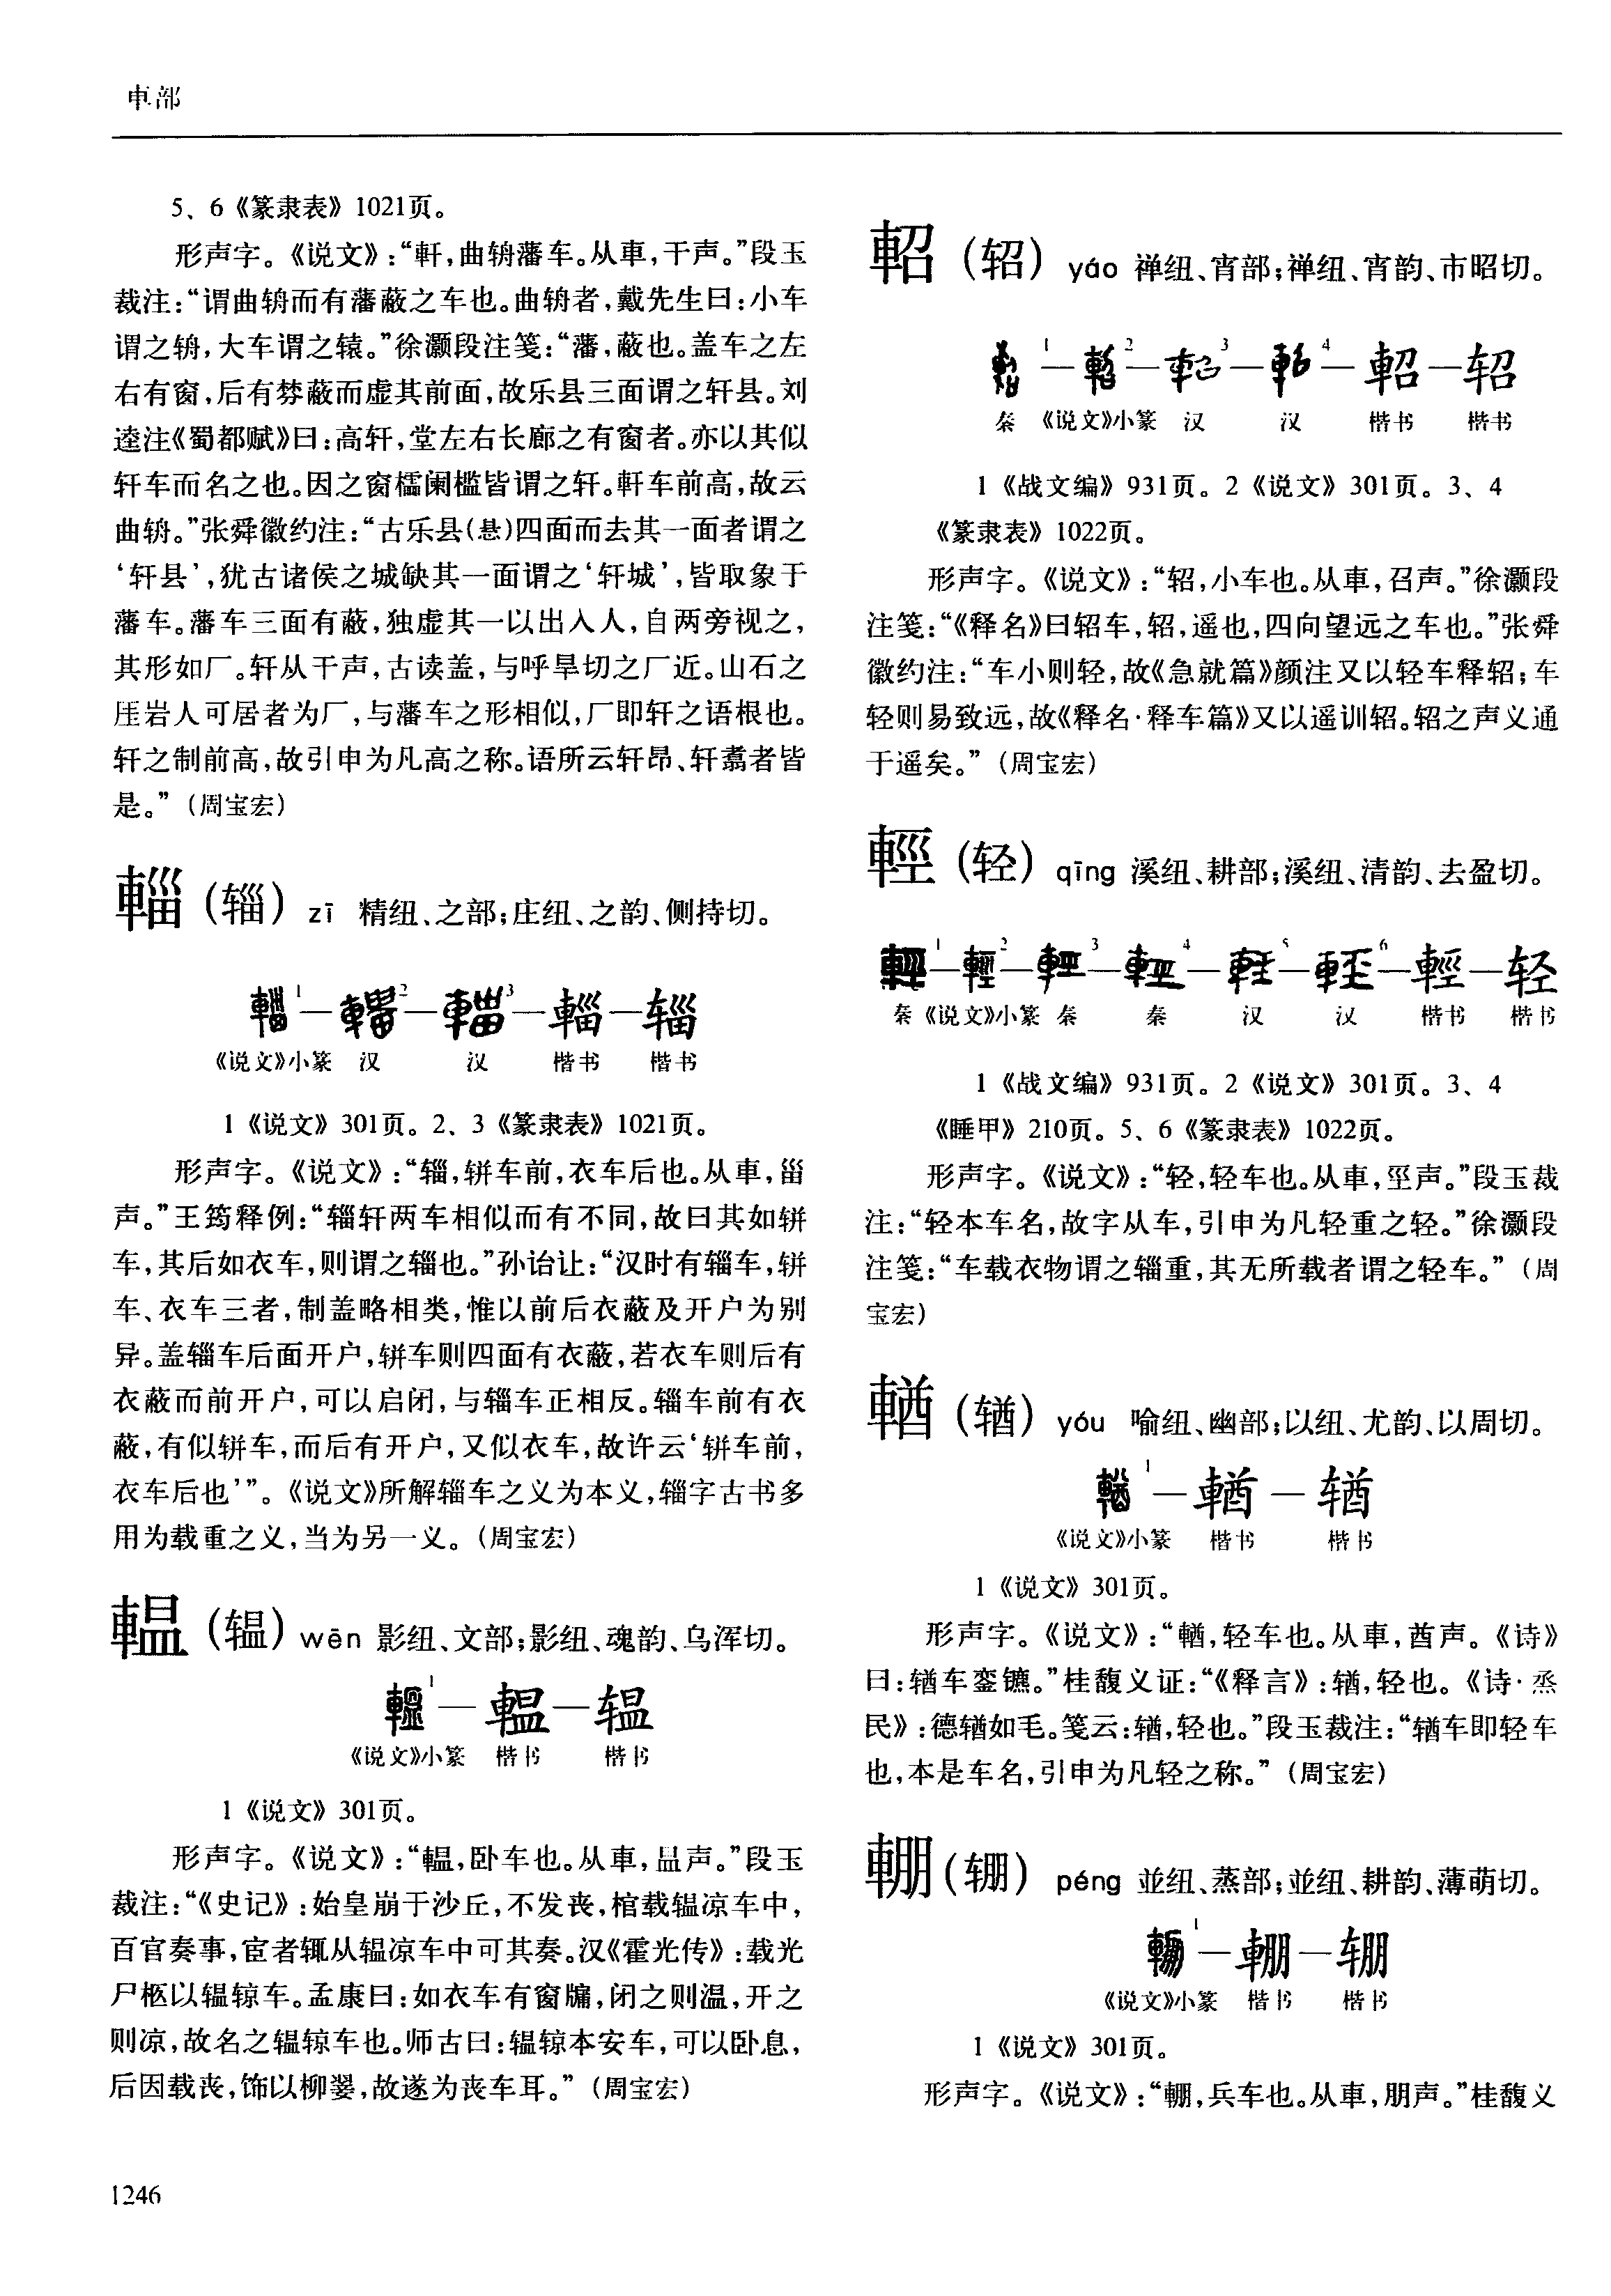 車部
5、6《篆隶表》1021页。
形声字。《说文》:“軒,曲輈藩车。从車,干声。”段玉
裁注:“谓曲輈而有藩蔽之车也。曲輈者,戴先生曰:小车
谓之輈,大车谓之辕。”徐灏段注笺:“藩,蔽也。盖车之左
右有窗,后有棼蔽而虚其前面,故乐县三面谓之轩县。刘
逵注《蜀都赋》曰:高轩,堂左右长廊之有窗者。亦以其似
轩车而名之也。因之窗櫺阑槛皆谓之轩。軒车前高,故云
曲輈。”张舜徽约注:“古乐县(悬)四面而去其一面者谓之
‘轩县’,犹古诸侯之城缺其一面谓之‘轩城’,皆取象于
藩车。藩车三面有蔽,独虚其一以出入人,自两旁视之,
其形如厂。轩从干声,古读盖,与呼旱切之厂近。山石之
厓岩人可居者为厂,与藩车之形相似,厂即轩之语根也。
轩之制前高,故引申为凡高之称。语所云轩昂、轩翥者皆
是。”(周宝宏)
輜(辎) zī 精纽、之部;庄纽、之韵、侧持切。
1 — 2 — 3 — 輜 — 辎
《说文》小篆 汉 汉 楷书 楷书
1《说文》301页。2、3《篆隶表》1021页。
形声字。《说文》:“辎,軿车前,衣车后也。从車,甾
声。”王筠释例:“辎轩两车相似而有不同,故曰其如軿
车,其后如衣车,则谓之辎也。”孙诒让:“汉时有辎车,軿
车、衣车三者,制盖略相类,惟以前后衣蔽及开户为别
异。盖辎车后面开户,軿车则四面有衣蔽,若衣车则后有
衣蔽而前开户,可以启闭,与辎车正相反。辎车前有衣
蔽,有似軿车,而后有开户,又似衣车,故许云‘軿车前,
衣车后也’”。《说文》所解辎车之义为本义,辎字古书多
用为载重之义,当为另一义。(周宝宏)
轀(辒) wēn 影纽、文部;影纽、魂韵、乌浑切。
1 — 轀 — 辒
《说文》小篆 楷书 楷书
1《说文》301页。
形声字。《说文》:“轀,卧车也。从車,昷声。”段玉
裁注:“《史记》:始皇崩于沙丘,不发丧,棺载辒凉车中,
百官奏事,宦者辄从辒凉车中可其奏。汉《霍光传》:载光
尸柩以辒辌车。孟康曰:如衣车有窗牖,闭之则温,开之
则凉,故名之辒辌车也。师古曰:辒辌本安车,可以卧息,
后因载丧,饰以柳翣,故遂为丧车耳。”(周宝宏)
軺(轺) yáo 禅纽、宵部;禅纽、宵韵、市昭切。
1 — 2 — 3 — 4 — 軺 — 轺
秦 《说文》小篆 汉 汉 楷书 楷书
1《战文编》931页。2《说文》301页。3、4
《篆隶表》1022页。
形声字。《说文》:“轺,小车也。从車,召声。”徐灏段
注笺:“《释名》曰轺车,轺,遥也,四向望远之车也。”张舜
徽约注:“车小则轻,故《急就篇》颜注又以轻车释轺;车
轻则易致远,故《释名·释车篇》又以遥训轺。轺之声义通
于遥矣。”(周宝宏)
輕(轻) qīng 溪纽、耕部;溪纽、清韵、去盈切。
1 — 2 — 3 — 4 — 5 — 6 — 輕 — 轻
秦 《说文》小篆 秦 秦 汉 汉 楷书 楷书
1《战文编》931页。2《说文》301页。3、4
《睡甲》210页。5、6《篆隶表》1022页。
形声字。《说文》:“轻,轻车也。从車,巠声。”段玉裁
注:“轻本车名,故字从车,引申为凡轻重之轻。”徐灏段
注笺:“车载衣物谓之辎重,其无所载者谓之轻车。”(周
宝宏)
輶(𬨎) yóu 喻纽、幽部;以纽、尤韵、以周切。
1 — 輶 — 𬨎
《说文》小篆 楷书 楷书
1《说文》301页。
形声字。《说文》:“輶,轻车也。从車,酋声。《诗》
曰:𬨎车銮镳。”桂馥义证:“《释言》:𬨎,轻也。《诗·烝
民》:德𬨎如毛。笺云:𬨎,轻也。”段玉裁注:“𬨎车即轻车
也,本是车名,引申为凡轻之称。”(周宝宏)
輣(𫐌) péng 並纽、蒸部;並纽、耕韵、薄萌切。
1 — 輣 —
《说文》小篆 楷书 楷书
1《说文》301页。
形声字。《说文》:“輣,兵车也。从車,朋声。”桂馥义
1246